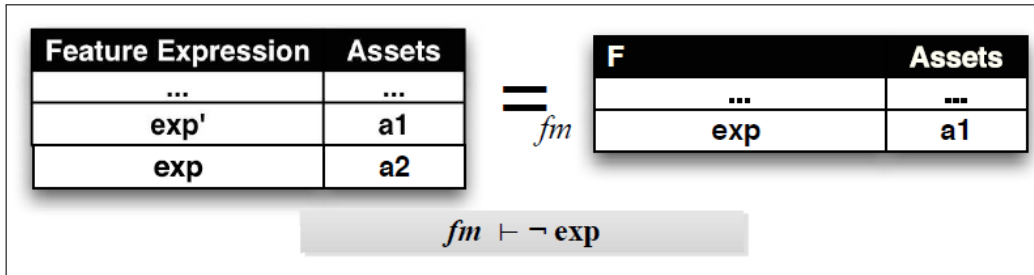 Feature Expression Assets
... ...
exp' a1
exp a2
=fm
F Assets
... ...
exp a1
fm ⊢ ¬ exp